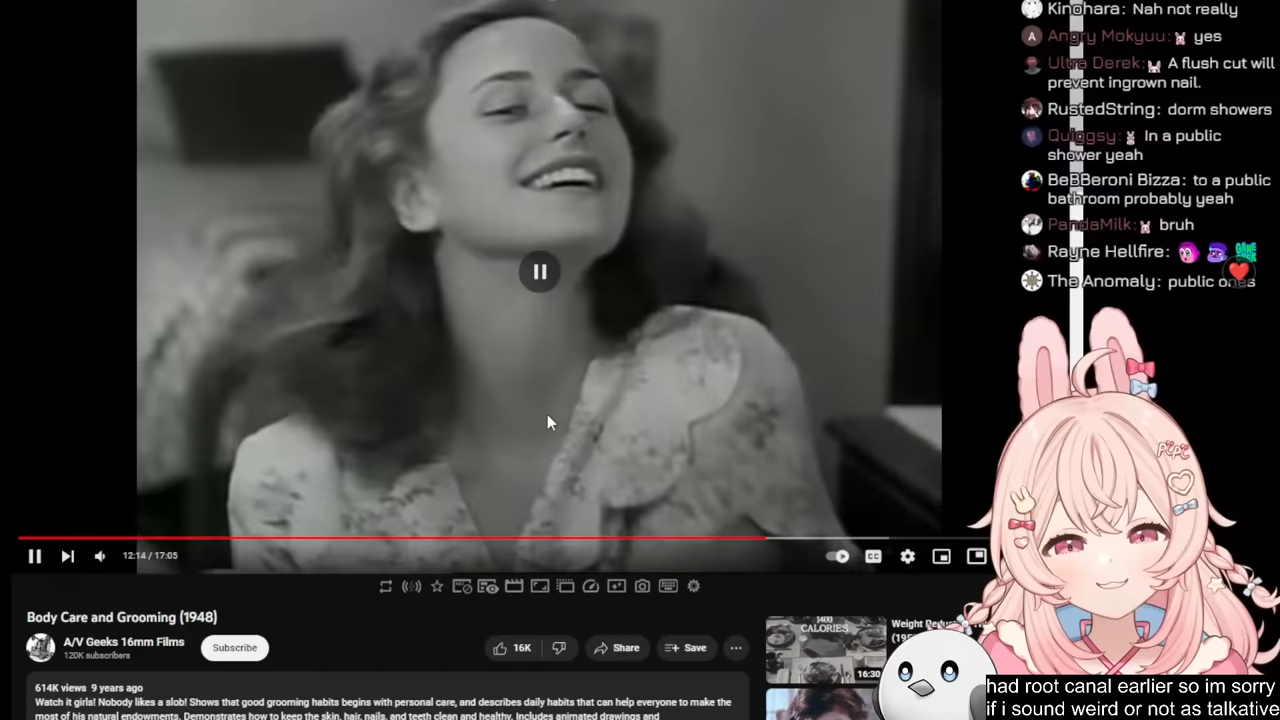 Kinohara: Nah not really
Angry Mokyuu: yes
Ultra Derek: A flush cut will
prevent ingrown nail.
RustedString: dorm showers
Quiggsy: In a public
shower yeah
BeBBeroni Bizza: to a public
bathroom probably yeah
PandaMilk: bruh
Rayne Hellfire:
The Anomaly: public ones
PiPi
12:14 / 17:05
CC
Body Care and Grooming (1948)
A/V Geeks 16mm Films
120K subscribers
Subscribe
16K
Share
Save
1400
CALORIES
16:30
Weight
614K views 9 years ago
Watch it girls! Nobody likes a slob! Shows that good grooming habits begins with personal care, and describes daily habits that can help everyone to make the
most of his natural endowments. Demonstrates how to keep the skin, hair, nails, and teeth clean and healthy. Includes animated drawings and
had root canal earlier so im sorry
if i sound weird or not as talkative